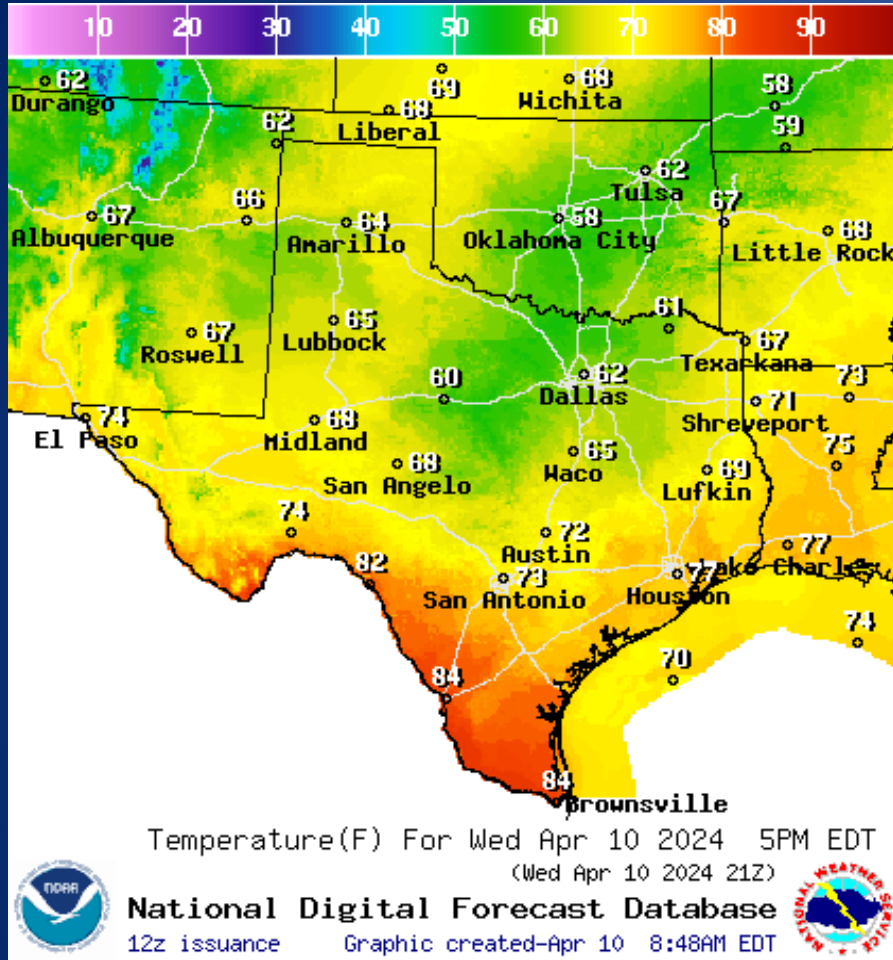 10 20 30 40 50 60 70 80 90
62
Durango
69
68
Wichita
68
Liberal
58
62
59
62
Tulsa
67
Albuquerque
66
64
Amarillo
58
Oklahoma City
67
68
Little Rock
67
Roswell
65
Lubbock
61
67
Texarkana
60
62
Dallas
71
Shreveport
73
74
El Paso
68
Midland
68
San Angelo
65
Waco
69
Lufkin
75
74
72
Austin
77
Lake Charles
82
73
San Antonio
77
Houston
74
70
84
84
Brownsville
Temperature(F) For Wed Apr 10 2024 5PM EDT
(Wed Apr 10 2024 21Z)
NOAA
National Digital Forecast Database
12z issuance Graphic created-Apr 10 8:48AM EDT
NATIONAL WEATHER SERVICE